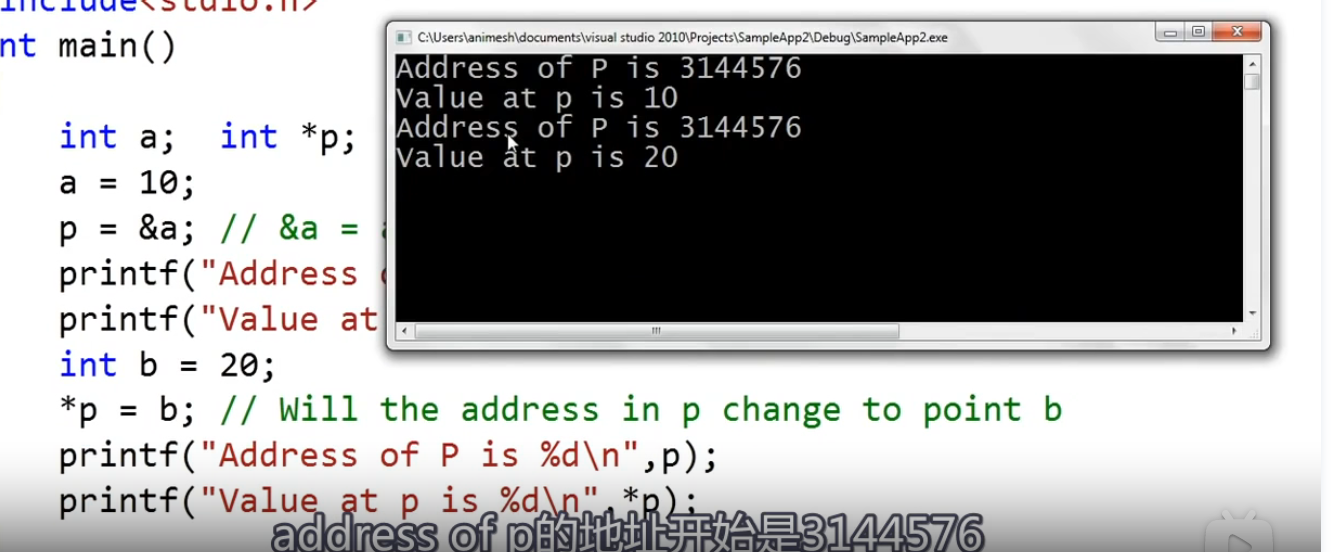 include<stdio.h>
nt main()
C:\Users\animesh\documents\visual studio 2010\Projects\SampleApp2\Debug\SampleApp2.exe
Address of P is 3144576
Value at p is 10
Address of P is 3144576
Value at p is 20
int a;  int *p;
a = 10;
p = &a; // &a =
printf("Address
printf("Value at
int b = 20;
*p = b; // Will the address in p change to point b
printf("Address of P is %d\n",p);
printf("Value at p is %d\n",*p);
address of p的地址开始是3144576